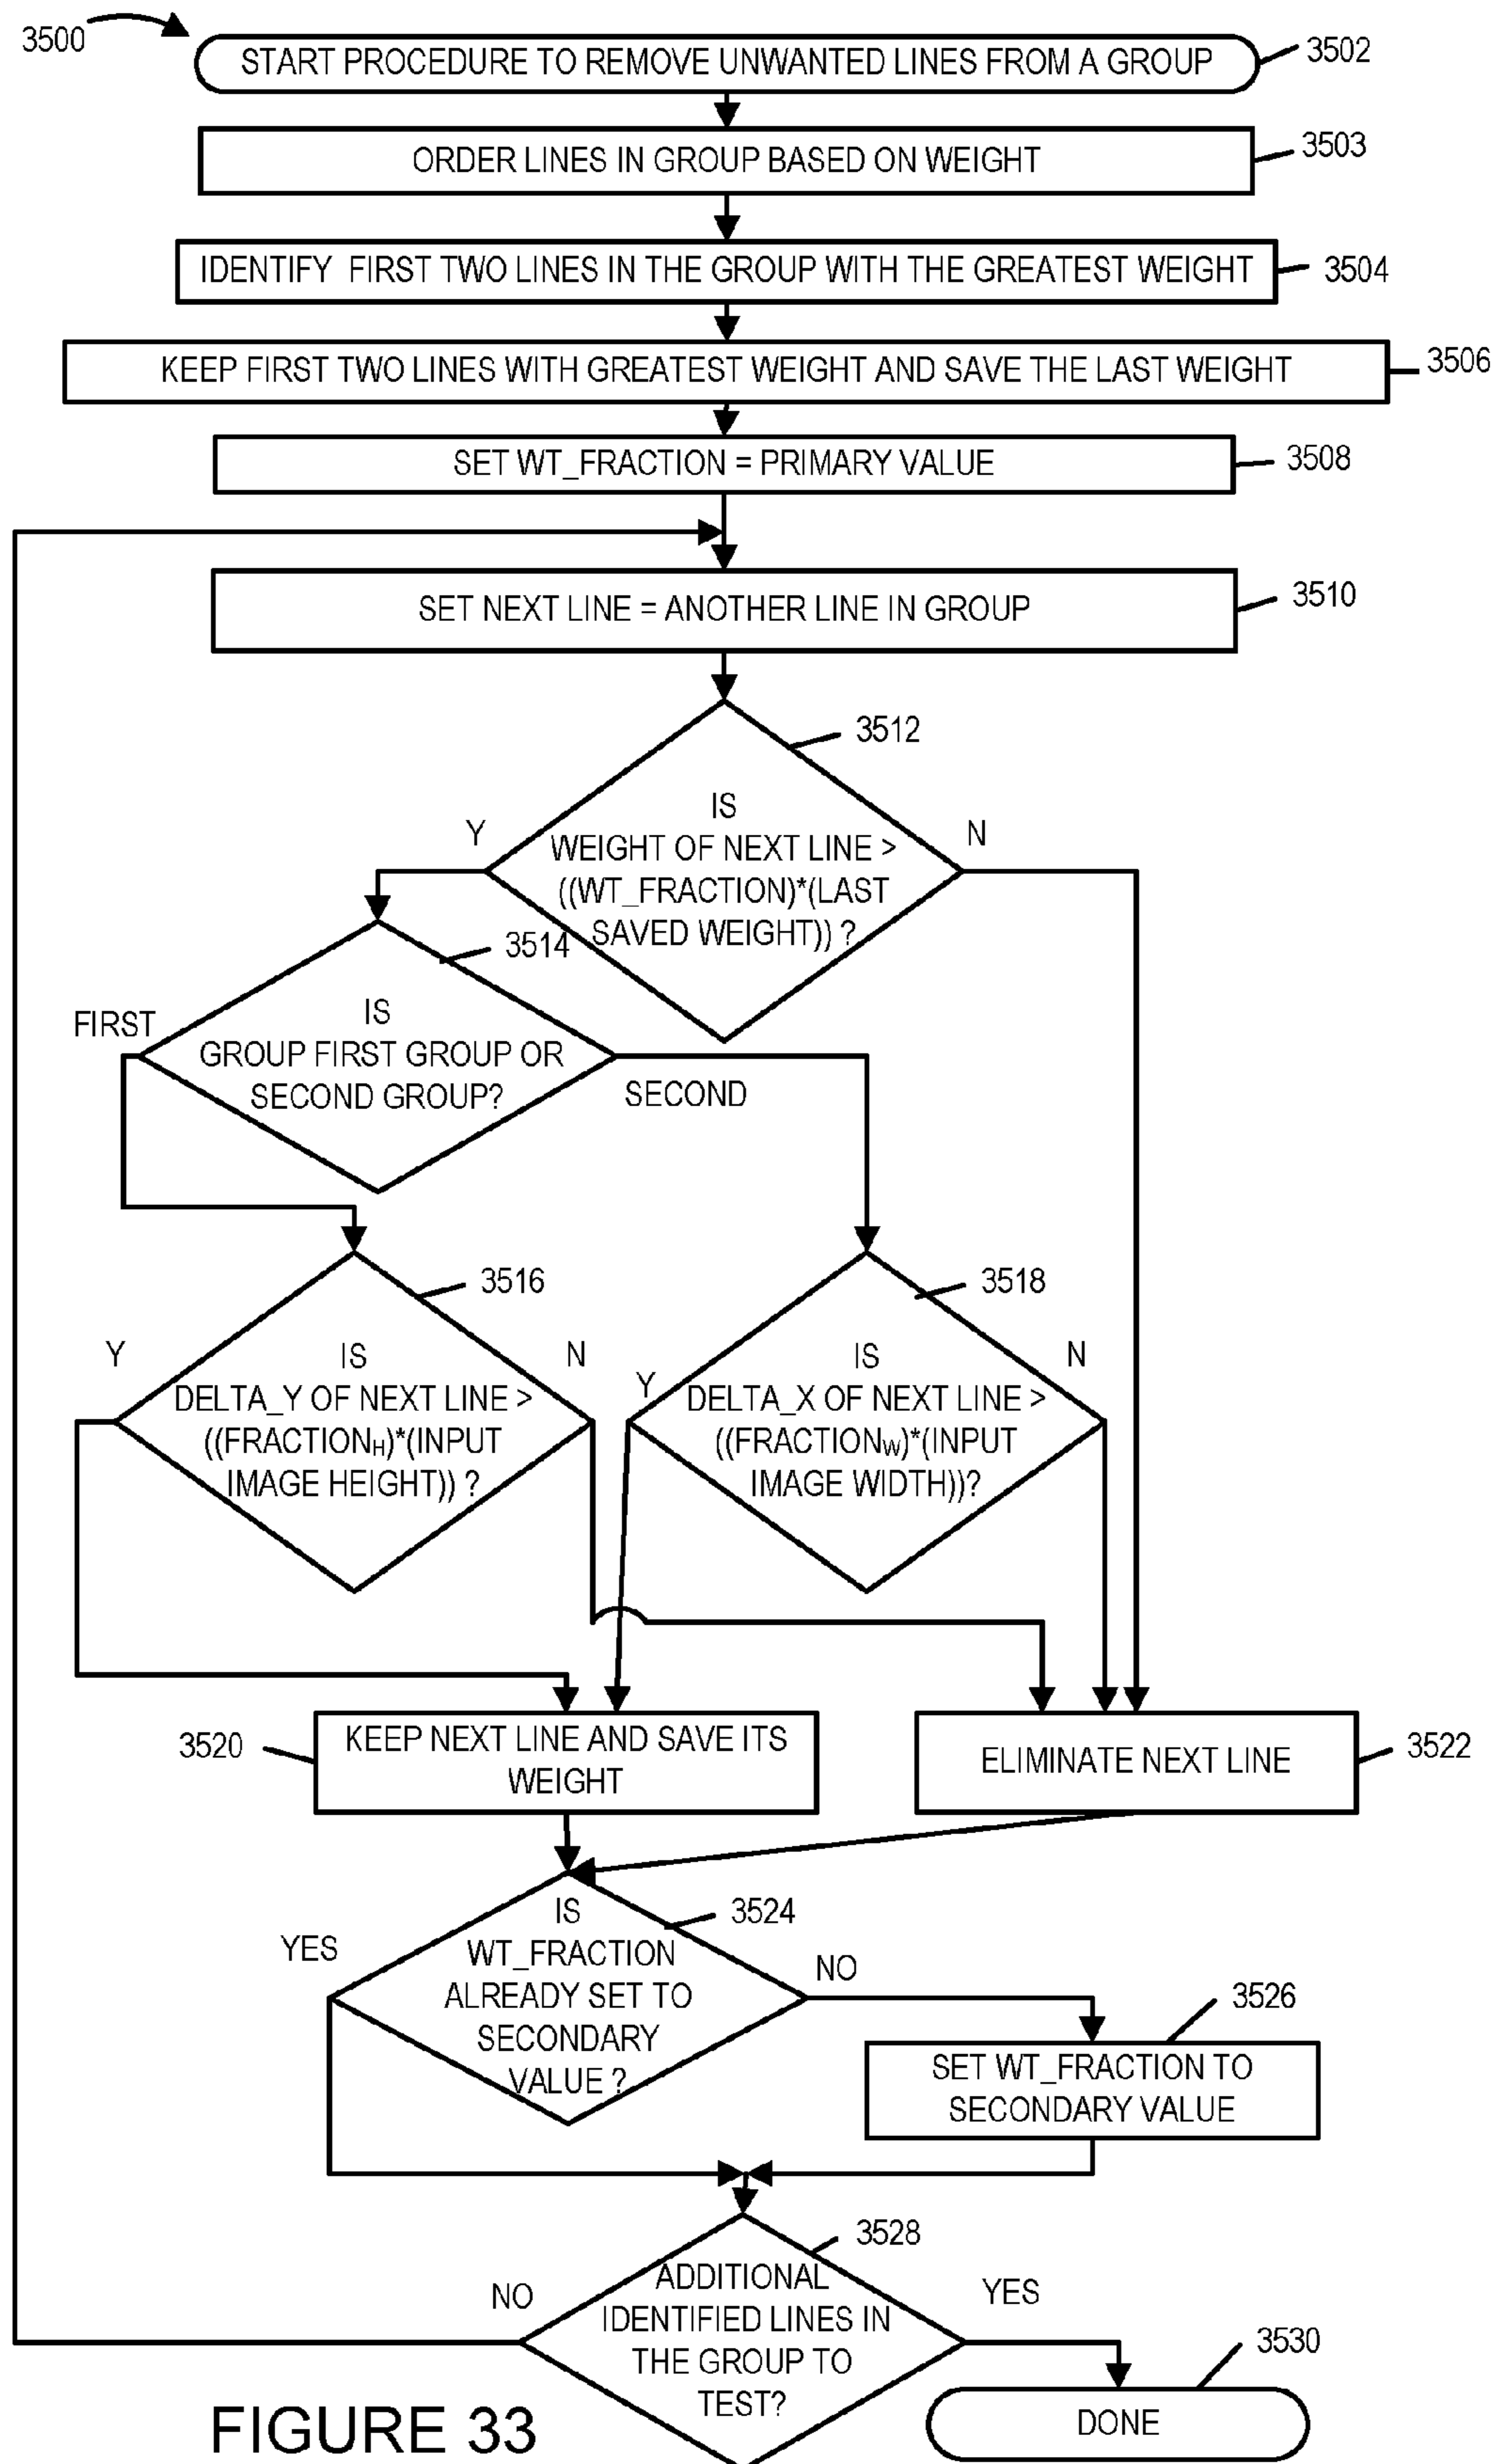 3500
START PROCEDURE TO REMOVE UNWANTED LINES FROM A GROUP
3502
ORDER LINES IN GROUP BASED ON WEIGHT
3503
IDENTIFY FIRST TWO LINES IN THE GROUP WITH THE GREATEST WEIGHT
3504
KEEP FIRST TWO LINES WITH GREATEST WEIGHT AND SAVE THE LAST WEIGHT
3506
SET WT_FRACTION = PRIMARY VALUE
3508
SET NEXT LINE = ANOTHER LINE IN GROUP
3510
3512
Y
N
IS
WEIGHT OF NEXT LINE >
((WT_FRACTION)*(LAST
SAVED WEIGHT)) ?
3514
FIRST
IS
GROUP FIRST GROUP OR
SECOND GROUP?
SECOND
3516
Y
N
IS
DELTA_Y OF NEXT LINE >
((FRACTIONH)*(INPUT
IMAGE HEIGHT)) ?
3518
Y
N
IS
DELTA_X OF NEXT LINE >
((FRACTIONW)*(INPUT
IMAGE WIDTH))?
3520
KEEP NEXT LINE AND SAVE ITS
WEIGHT
ELIMINATE NEXT LINE
3522
3524
YES
NO
IS
WT_FRACTION
ALREADY SET TO
SECONDARY
VALUE ?
3526
SET WT_FRACTION TO
SECONDARY VALUE
3528
NO
YES
ADDITIONAL
IDENTIFIED LINES IN
THE GROUP TO
TEST?
3530
DONE
FIGURE 33